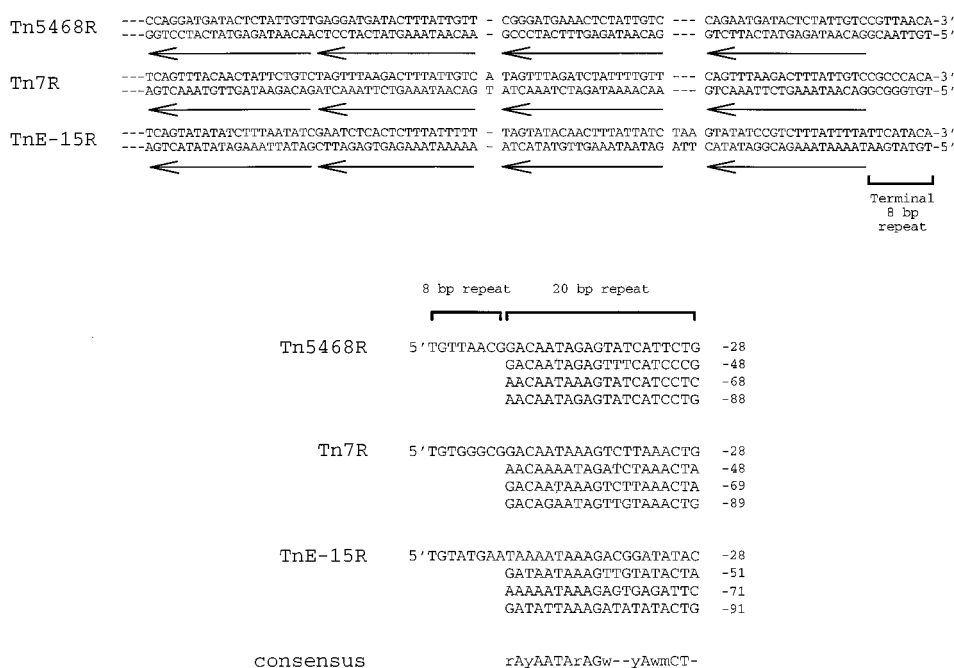 Tn5468R
---CCAGGATGATACTCTATTGTTGAGGATGATACTTTATTGTT - CGGGATGAAACTCTATTGTC --- CAGAATGATACTCTATTGTCCGTTAACA-3'
---GGTCCTACTATGAGATAACAACTCCTACTATGAAATAACAA - GCCCTACTTTGAGATAACAG --- GTCTTACTATGAGATAACAGGCAATTGT-5'
Tn7R
---TCAGTTTACAACTATTCTGTCTAGTTTAAGACTTTATTGTC A TAGTTTAGATCTATTTTGTT --- CAGTTTAAGACTTTATTGTCCGCCCACA-3'
---AGTCAAATGTTGATAAGACAGATCAAATTCTGAAATAACAG T ATCAAATCTAGATAAAACAA --- GTCAAATTCTGAAATAACAGGCGGGTGT-5'
TnE-15R
---TCAGTATATATCTTTAATATCGAATCTCACTCTTTATTTTT - TAGTATACAACTTTATTATC TAA GTATATCCGTCTTTATTTTATTCATACA-3'
---AGTCATATATAGAAATTATAGCTTAGAGTGAGAAATAAAAA - ATCATATGTTGAAATAATAG ATT CATATAGGCAGAAATAAAATAAGTATGT-5'
Terminal
8 bp
repeat
8 bp repeat 20 bp repeat
Tn5468R 5'TGTTAACGGACAATAGAGTATCATTCTG -28
GACAATAGAGTTTCATCCCG -48
AACAATAAAGTATCATCCTC -68
AACAATAGAGTATCATCCTG -88
Tn7R 5'TGTGGGCGGACAATAAAGTCTTAAACTG -28
AACAAAATAGATCTAAACTA -48
GACAATAAAGTCTTAAACTA -69
GACAGAATAGTTGTAAACTG -89
TnE-15R 5'TGTATGAATAAAATAAAGACGGATATAC -28
GATAATAAAGTTGTATACTA -51
AAAAATAAAGAGTGAGATTC -71
GATATTAAAGATATATACTG -91
consensus rAyAATArAGw--yAwmCT-